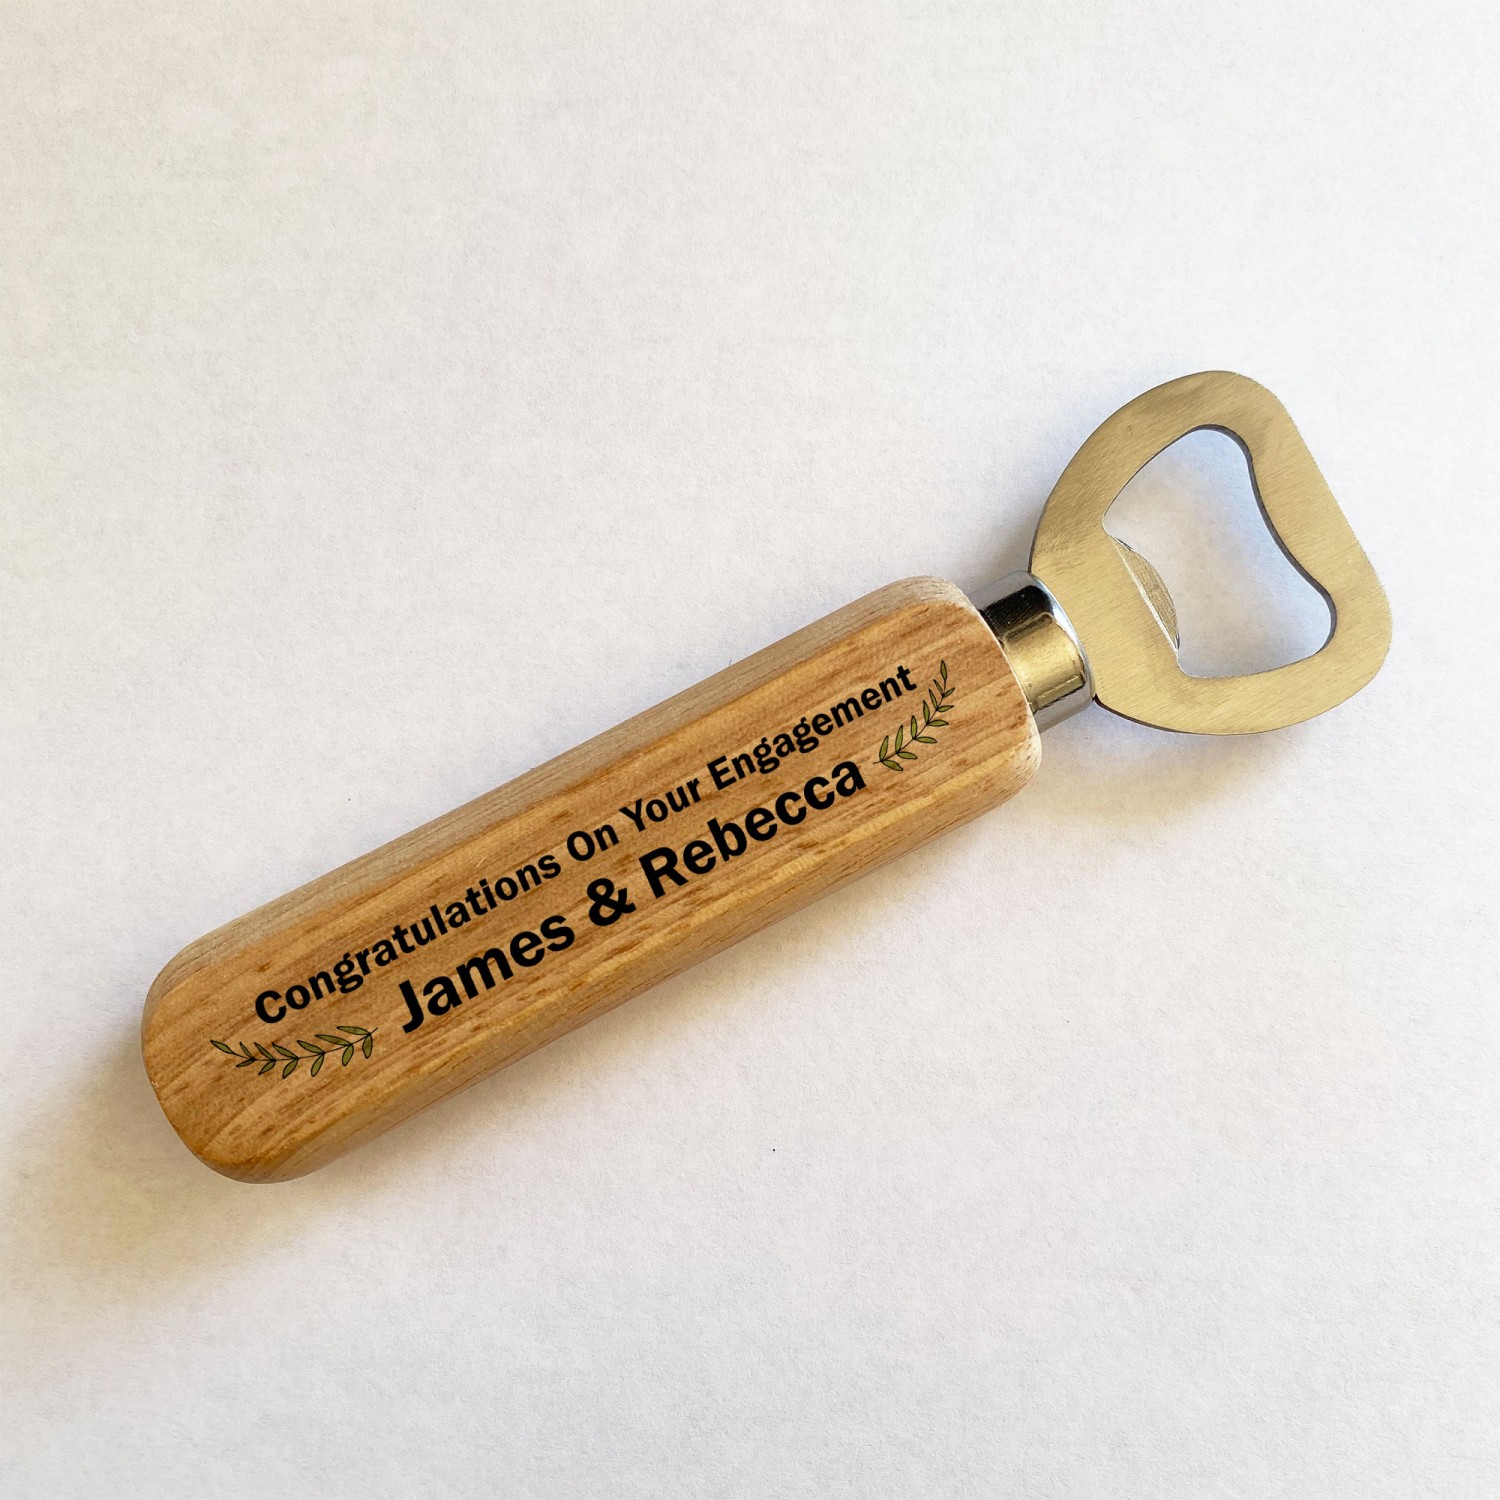 Congratulations On Your Engagement
James & Rebecca